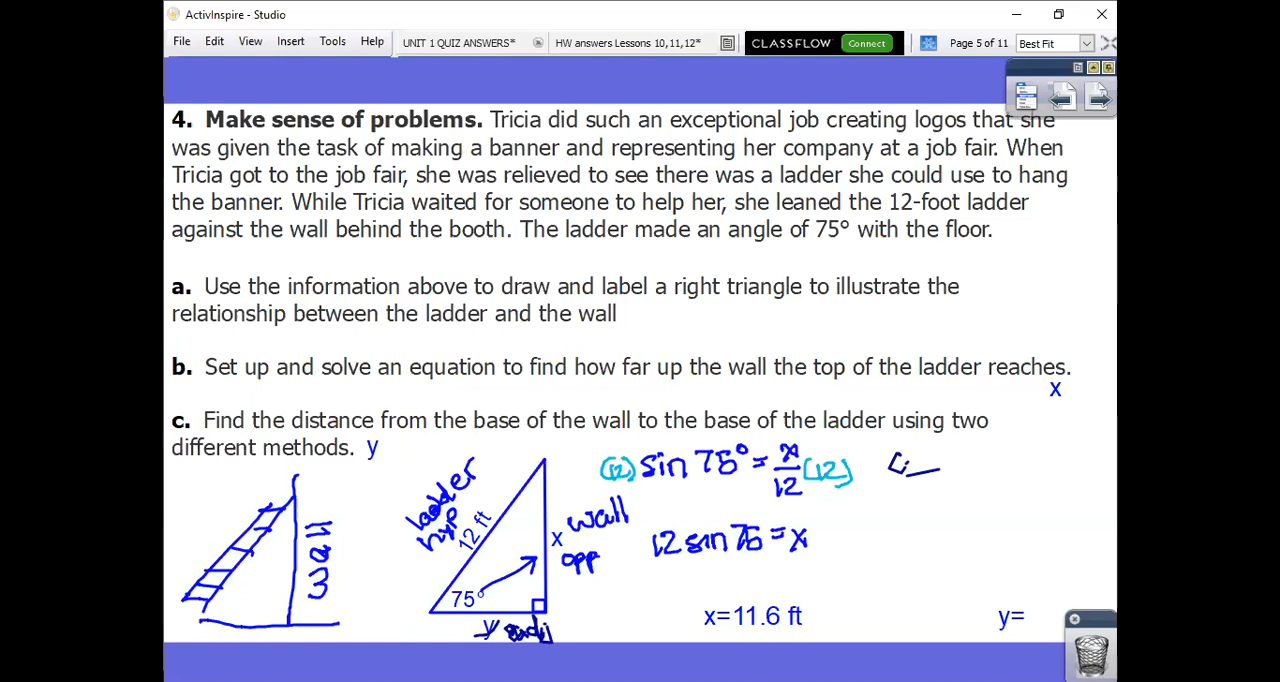 ActivInspire - Studio
File Edit View Insert Tools Help UNIT 1 QUIZ ANSWERS* HW answers Lessons 10,11,12* CLASSFLOW Connect Page 5 of 11 Best Fit
4. Make sense of problems. Tricia did such an exceptional job creating logos that she
was given the task of making a banner and representing her company at a job fair. When
Tricia got to the job fair, she was relieved to see there was a ladder she could use to hang
the banner. While Tricia waited for someone to help her, she leaned the 12-foot ladder
against the wall behind the booth. The ladder made an angle of 75° with the floor.
a. Use the information above to draw and label a right triangle to illustrate the
relationship between the ladder and the wall
b. Set up and solve an equation to find how far up the wall the top of the ladder reaches.
x
c. Find the distance from the base of the wall to the base of the ladder using two
different methods. y
wall
ladder
hyp
12 ft
75°
x wall
opp
y adj
(12) sin 75° = x/12 (12)
12 sin 75 = x
x=11.6 ft
y=